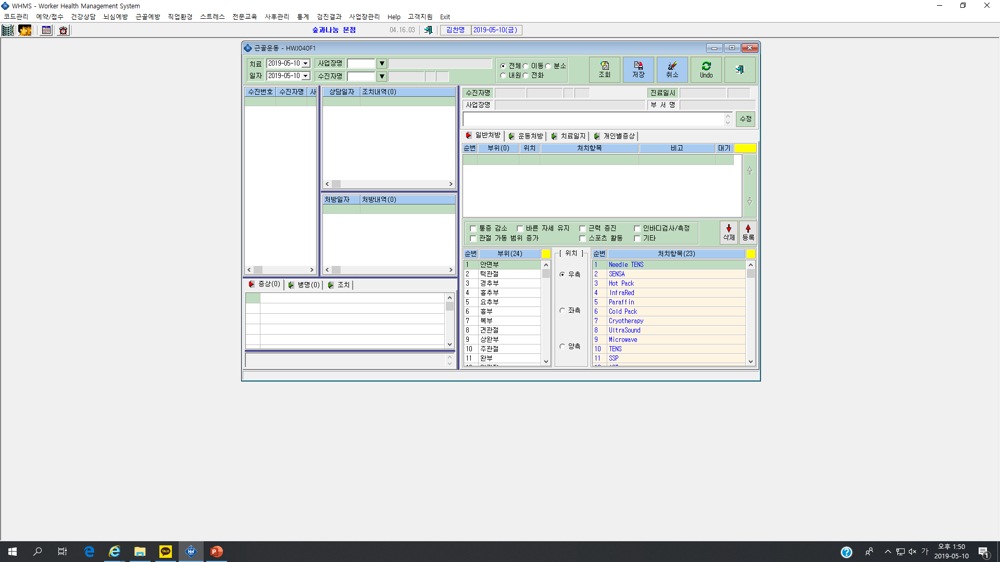 WHMS - Worker Health Management System
코드관리 예약/접수 건강상담 뇌심예방 근골예방 직업환경 스트레스 전문교육 사후관리 통계 검진결과 사업장관리 Help 고객지원 Exit
숲과나눔 본점 04.16.03 김찬명 2019-05-10(금)
근골운동 - HWJ040F1
치료 2019-05-10 사업장명
일자 2019-05-10 수진자명
전체 이동 분소
내원 전화
조회 저장 취소 Undo
수진번호 수진자명 사
상담일자 조치내역(0)
처방일자 처방내역(0)
증상(0) 병명(0) 조치
수진자명 진료일시
사업장명 부 서 명
수정
일반처방 운동처방 치료일지 개인별증상
순번 부위(0) 위치 처치항목 비고 대기
통증 감소 바른 자세 유지 근력 증진 인바디검사/측정
관절 가동 범위 증가 스포츠 활동 기타
삭제 등록
순번 부위(24)
1 안면부
2 턱관절
3 경추부
4 흉추부
5 요추부
6 흉부
7 복부
8 견관절
9 상완부
10 주관절
11 완부
[ 위치 ]
우측
좌측
양측
순번 처치항목(23)
1 Needle TENS
2 SENSA
3 Hot Pack
4 InfraRed
5 Paraffin
6 Cold Pack
7 Cryotherapy
8 UltraSound
9 Microwave
10 TENS
11 SSP
TALK
HW
가
오후 1:50
2019-05-10
1